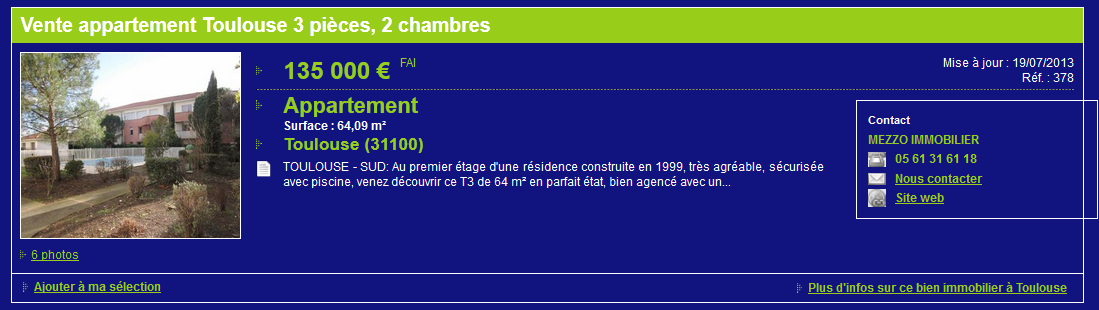 Vente appartement Toulouse 3 pièces, 2 chambres
135 000 € FAI
Mise à jour : 19/07/2013
Réf. : 378
Appartement
Surface : 64,09 m²
Toulouse (31100)
TOULOUSE - SUD: Au premier étage d'une résidence construite en 1999, très agréable, sécurisée
avec piscine, venez découvrir ce T3 de 64 m² en parfait état, bien agencé avec un...
Contact
MEZZO IMMOBILIER
05 61 31 61 18
Nous contacter
Site web
6 photos
Ajouter à ma sélection
Plus d'infos sur ce bien immobilier à Toulouse